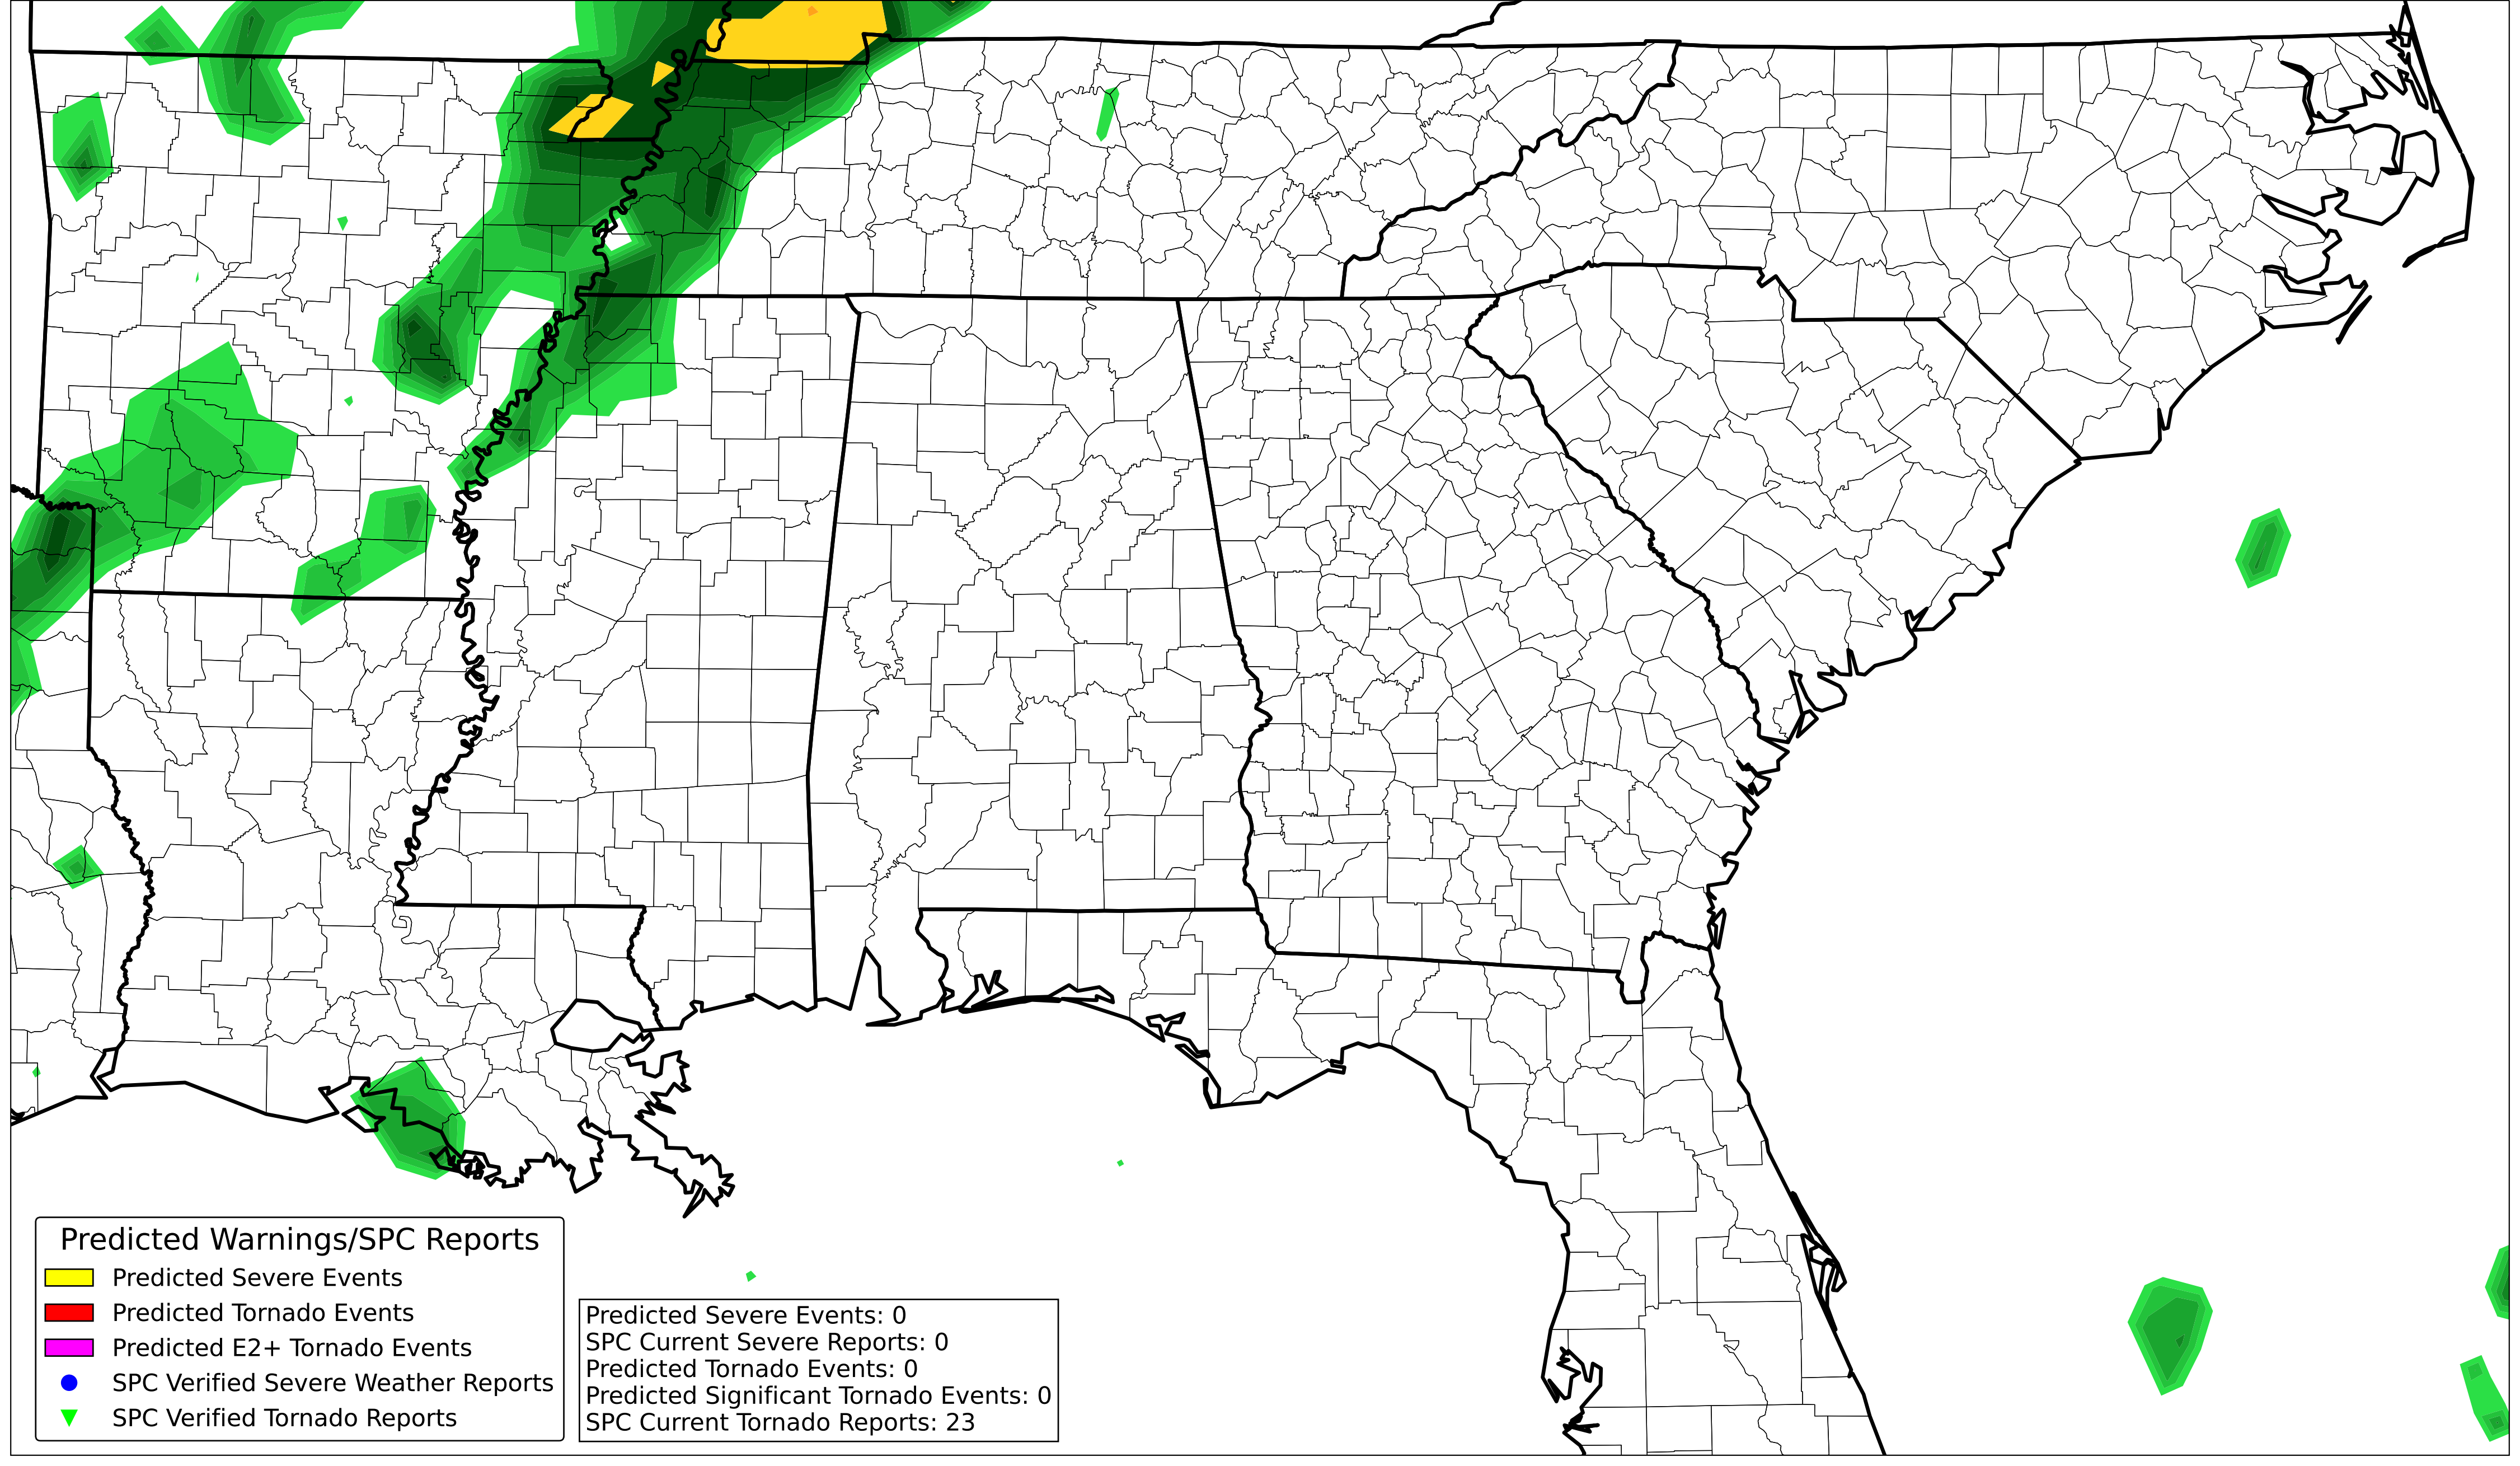 Predicted Warnings/SPC Reports
Predicted Severe Events
Predicted Tornado Events
Predicted E2+ Tornado Events
SPC Verified Severe Weather Reports
SPC Verified Tornado Reports
Predicted Severe Events: 0
SPC Current Severe Reports: 0
Predicted Tornado Events: 0
Predicted Significant Tornado Events: 0
SPC Current Tornado Reports: 23